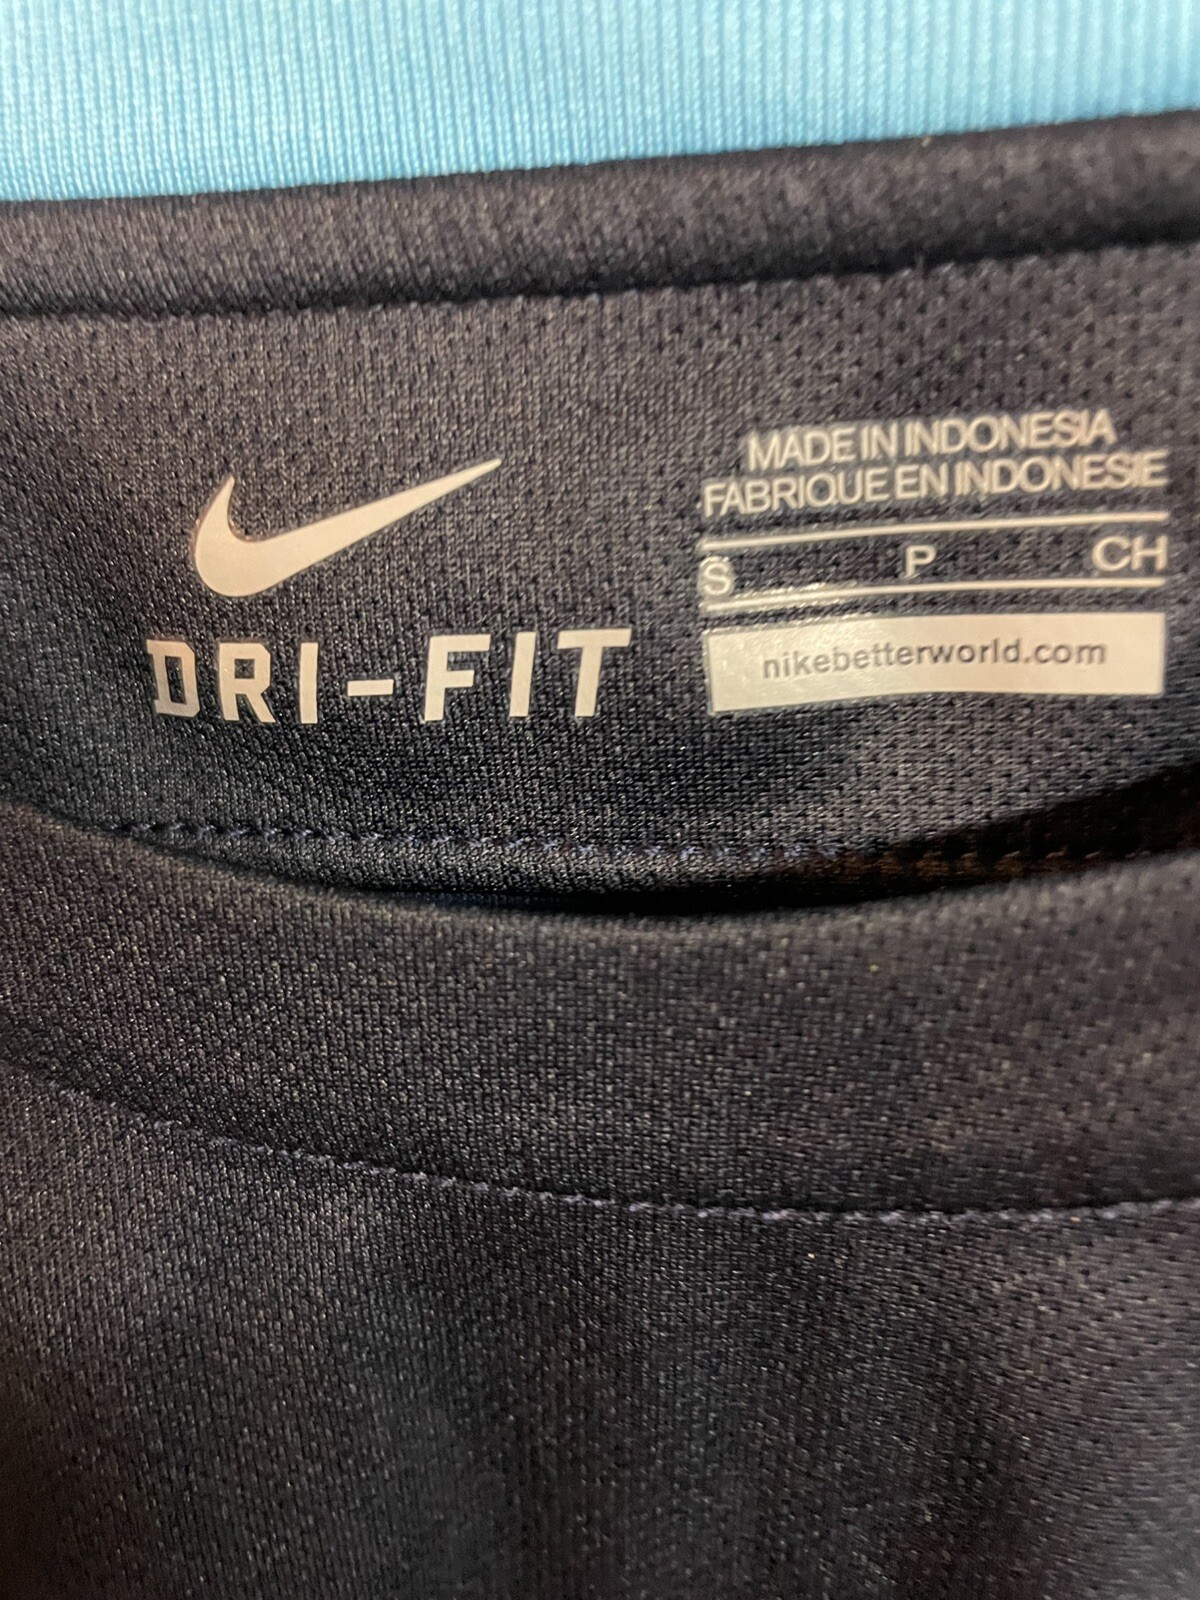 DRI-FIT
MADE IN INDONESIA
FABRIQUE EN INDONESIE
S P CH
nikebetterworld.com